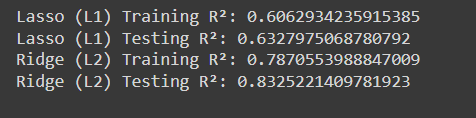 Lasso (L1) Training R²: 0.6062934235915385
Lasso (L1) Testing R²: 0.6327975068780792
Ridge (L2) Training R²: 0.7870553988847009
Ridge (L2) Testing R²: 0.8325221409781923